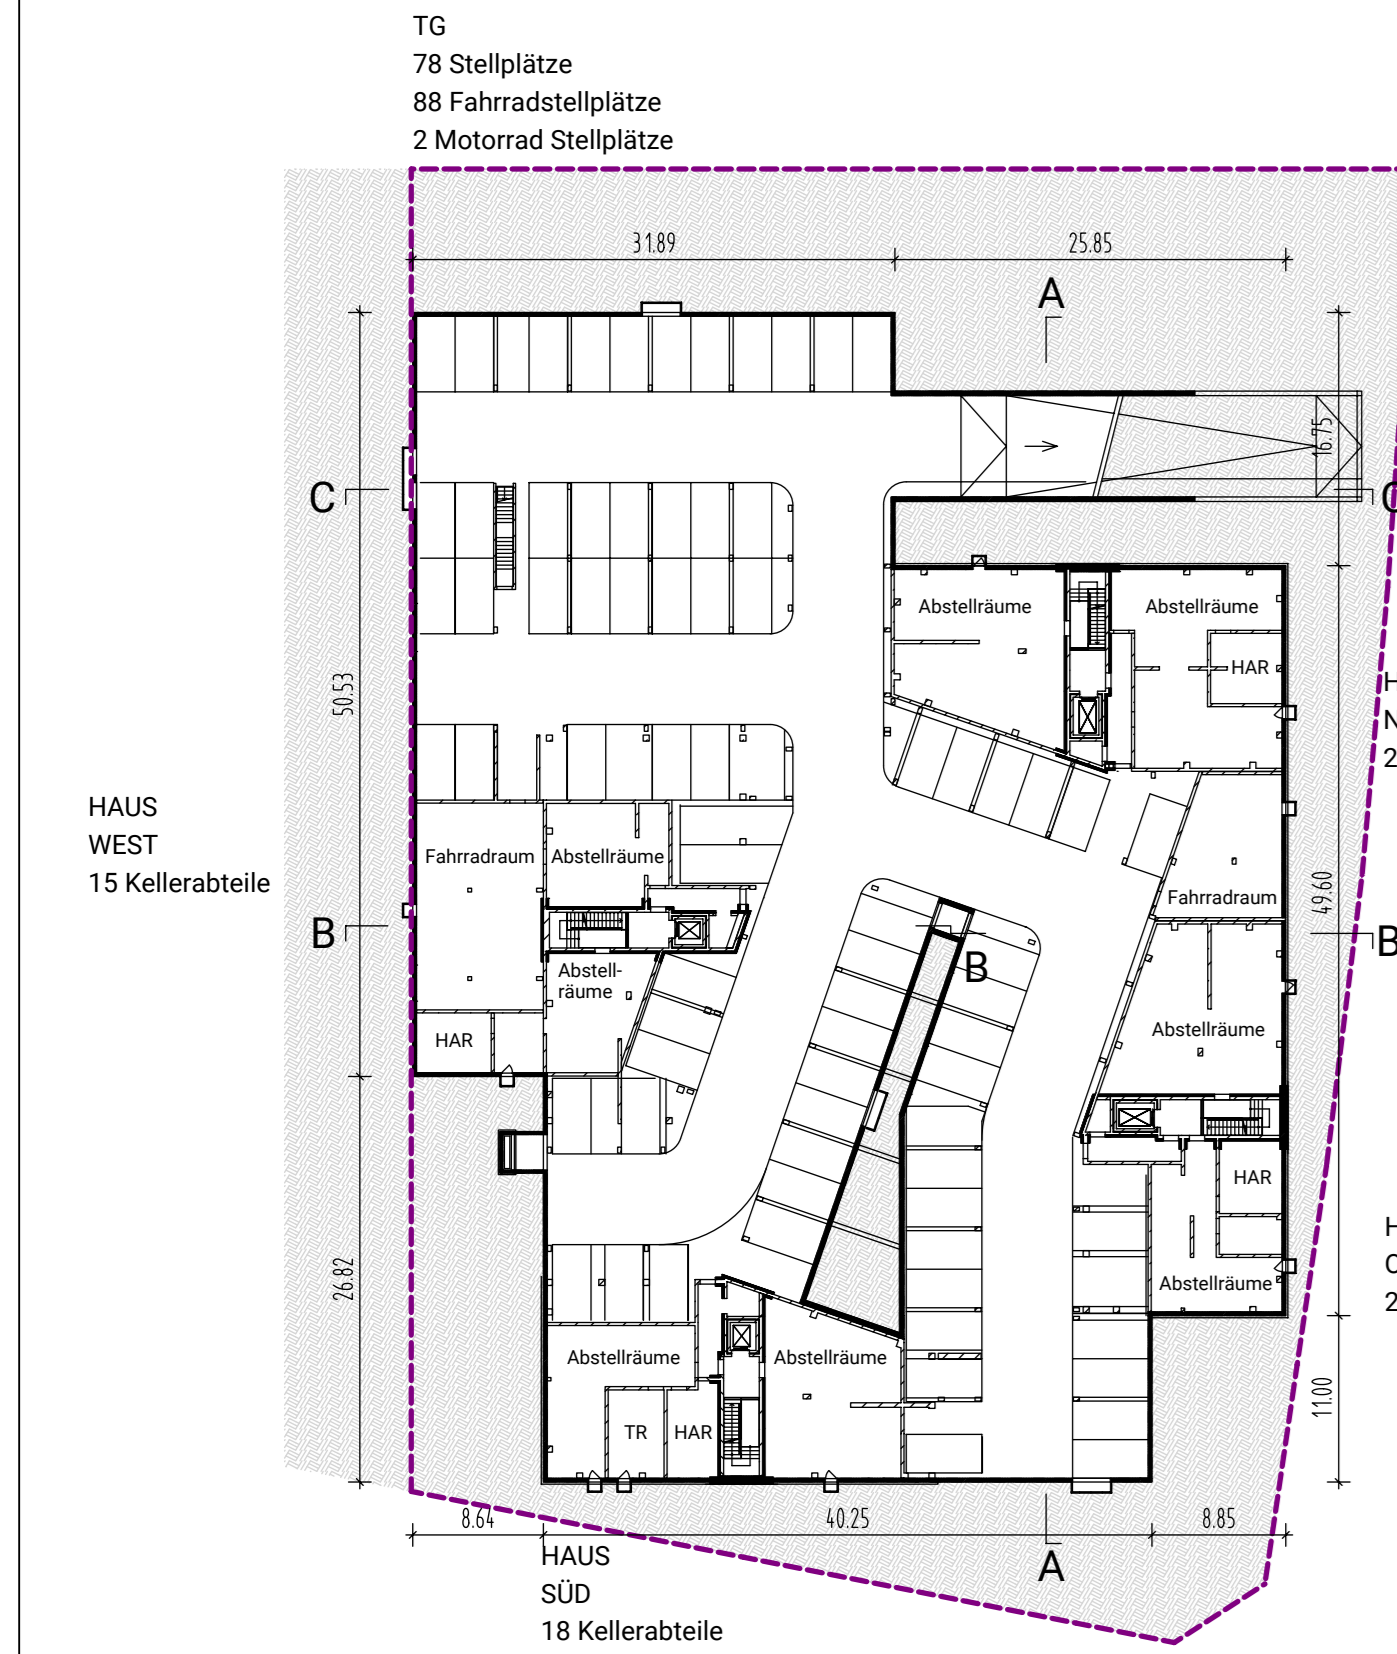 TG
78 Stellplätze
88 Fahrradstellplätze
2 Motorrad Stellplätze
31.89
25.85
A
16.75
C
C
Abstellräume
Abstellräume
HAR
H
N
2
50.53
HAUS
WEST
15 Kellerabteile
Fahrradraum
Abstellräume
Fahrradraum
49.60
B
B
B
Abstell-
räume
Abstellräume
HAR
HAR
H
2
26.82
Abstellräume
Abstellräume
Abstellräume
TR
HAR
11.00
8.64
40.25
8.85
A
HAUS
SÜD
18 Kellerabteile